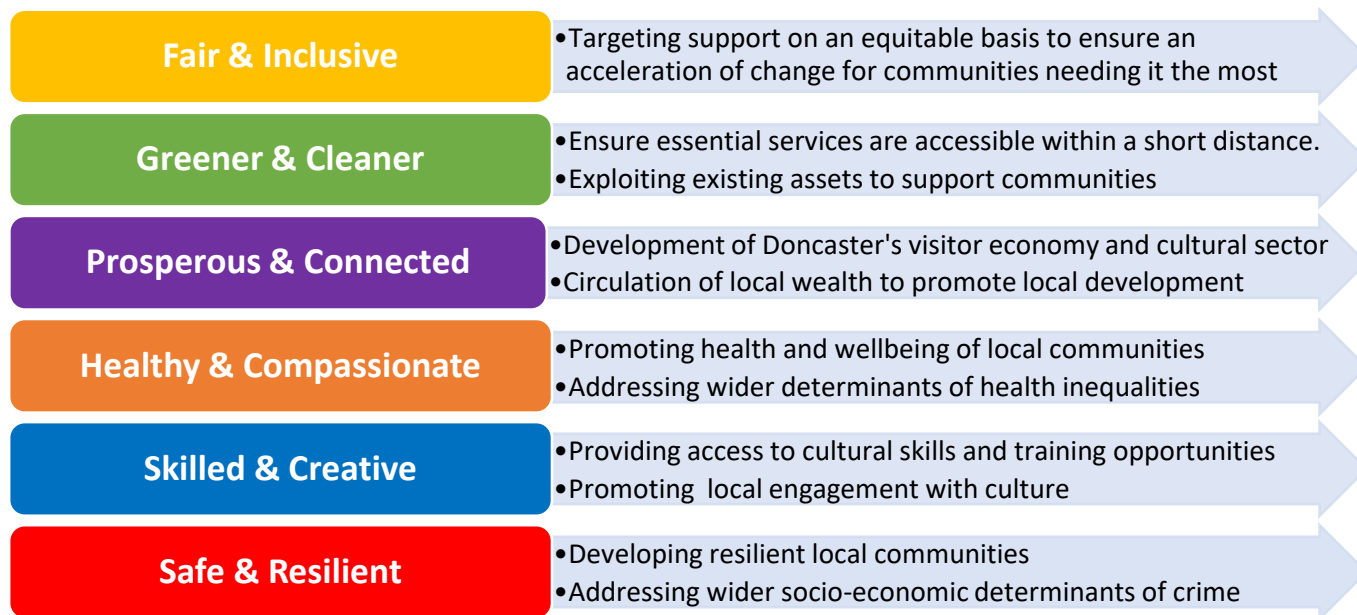 Fair & Inclusive
•Targeting support on an equitable basis to ensure an
acceleration of change for communities needing it the most
Greener & Cleaner
•Ensure essential services are accessible within a short distance.
•Exploiting existing assets to support communities
Prosperous & Connected
•Development of Doncaster's visitor economy and cultural sector
•Circulation of local wealth to promote local development
Healthy & Compassionate
•Promoting health and wellbeing of local communities
•Addressing wider determinants of health inequalities
Skilled & Creative
•Providing access to cultural skills and training opportunities
•Promoting  local engagement with culture
Safe & Resilient
•Developing resilient local communities
•Addressing wider socio-economic determinants of crime